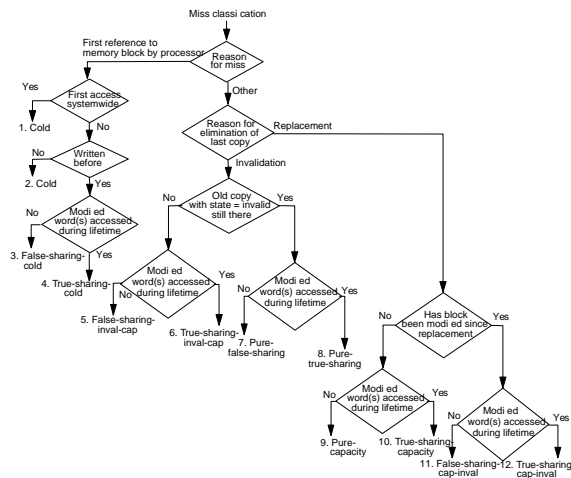 Miss classi cation
First reference to
memory block by processor
Reason
for miss
Yes
First access
systemwide
Other
1. Cold
No
Reason for
elimination of
last copy
Replacement
No
Written
before
2. Cold
Yes
Invalidation
No
Modi ed
word(s) accessed
during lifetime
No
Old copy
with state = invalid
still there
Yes
3. False-sharing-
cold
Yes
4. True-sharing-
cold
Modi ed
word(s) accessed
during lifetime
No
Yes
5. False-sharing-
inval-cap
6. True-sharing-
inval-cap
Modi ed
word(s) accessed
during lifetime
No
Yes
7. Pure-
false-sharing
8. Pure-
true-sharing
No
Has block
been modi ed since
replacement
Yes
No
Modi ed
word(s) accessed
during lifetime
Yes
9. Pure-
capacity
10. True-sharing-
capacity
No
Modi ed
word(s) accessed
during lifetime
Yes
11. False-sharing-
cap-inval
12. True-sharing-
cap-inval